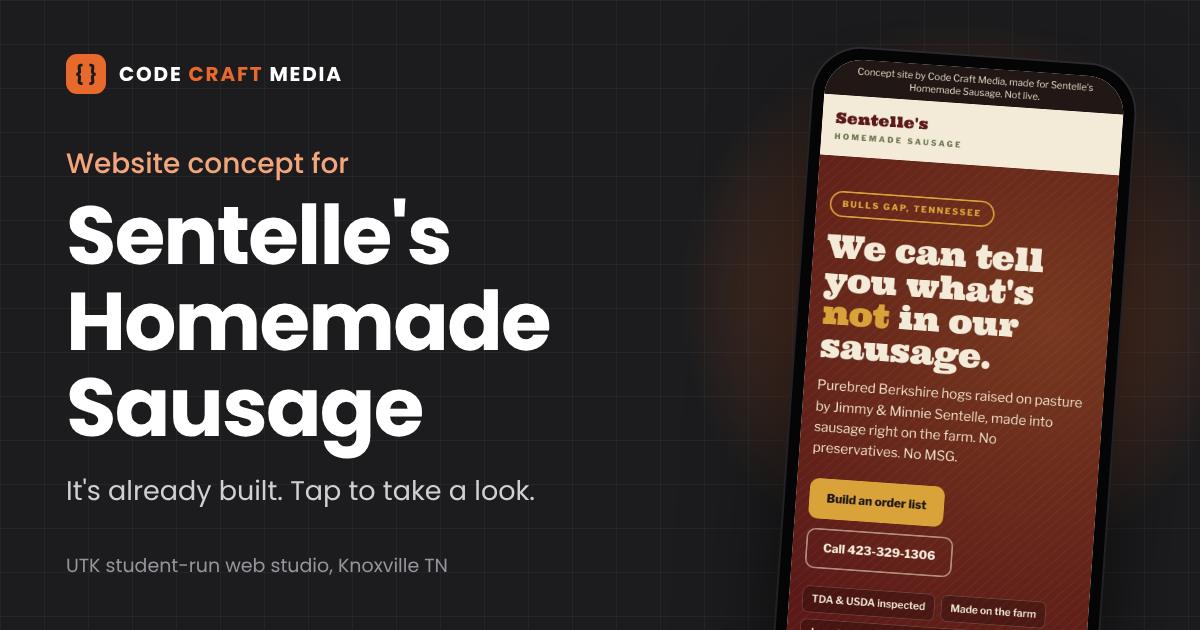 { } CODE CRAFT MEDIA
Website concept for
Sentelle's
Homemade
Sausage
It's already built. Tap to take a look.
UTK student-run web studio, Knoxville TN
Concept site by Code Craft Media, made for Sentelle's
Homemade Sausage. Not live.
Sentelle's
HOMEMADE SAUSAGE
BULLS GAP, TENNESSEE
We can tell
you what's
not in our
sausage.
Purebred Berkshire hogs raised on pasture
by Jimmy & Minnie Sentelle, made into
sausage right on the farm. No
preservatives. No MSG.
Build an order list
Call 423-329-1306
TDA & USDA inspected
Made on the farm